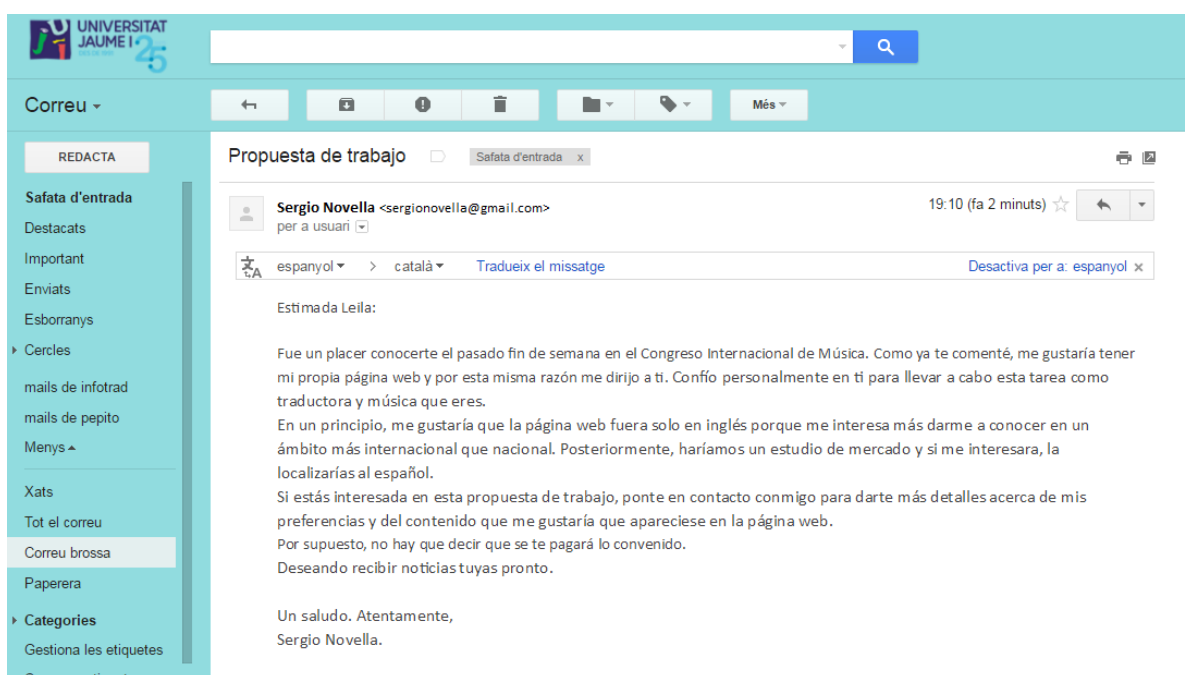 UNIVERSITAT
JAUME I
25
Correu
Més
REDACTA
Propuesta de trabajo
Safata d'entrada x
Safata d'entrada
Sergio Novella <sergionovella@gmail.com>
19:10 (fa 2 minuts)
per a usuari
Destacats
Important
espanyol > català Tradueix el missatge
Desactiva per a: espanyol x
Enviats
Esborranys
Cercles
mails de infotrad
mails de pepito
Menys
Xats
Tot el correu
Correu brossa
Paperera
Categories
Gestiona les etiquetes
Estimada Leila:
Fue un placer conocerte el pasado fin de semana en el Congreso Internacional de Música. Como ya te comenté, me gustaría tener
mi propia página web y por esta misma razón me dirijo a ti. Confío personalmente en ti para llevar a cabo esta tarea como
traductora y música que eres.
En un principio, me gustaría que la página web fuera solo en inglés porque me interesa más darme a conocer en un
ámbito más internacional que nacional. Posteriormente, haríamos un estudio de mercado y si me interesara, la
localizarías al español.
Si estás interesada en esta propuesta de trabajo, ponte en contacto conmigo para darte más detalles acerca de mis
preferencias y del contenido que me gustaría que apareciese en la página web.
Por supuesto, no hay que decir que se te pagará lo convenido.
Deseando recibir noticias tuyas pronto.
Un saludo. Atentamente,
Sergio Novella.